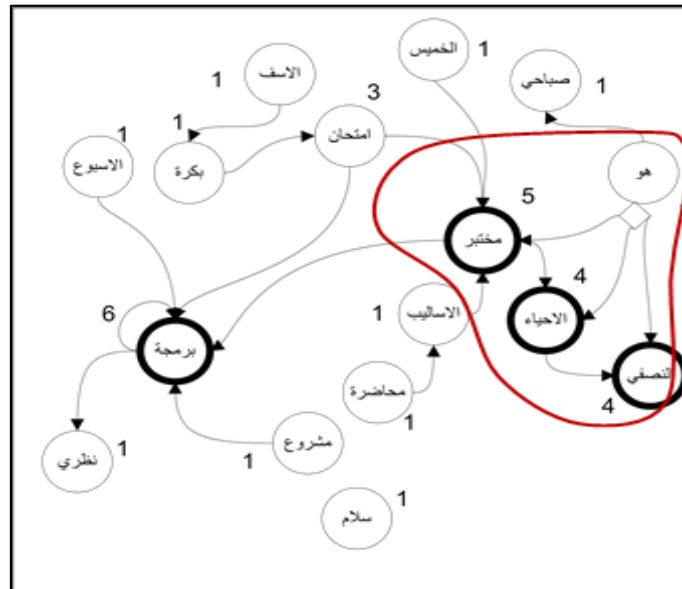 الخميس
1
صباحي
1
الاسف
1
امتحان
3
1
بكرة
الاسبوع
1
هو
مختبر
5
الاحياء
4
الاساليب
1
برمجة
6
التصفي
4
محاضرة
1
نظري
1
مشروع
1
سلام
1